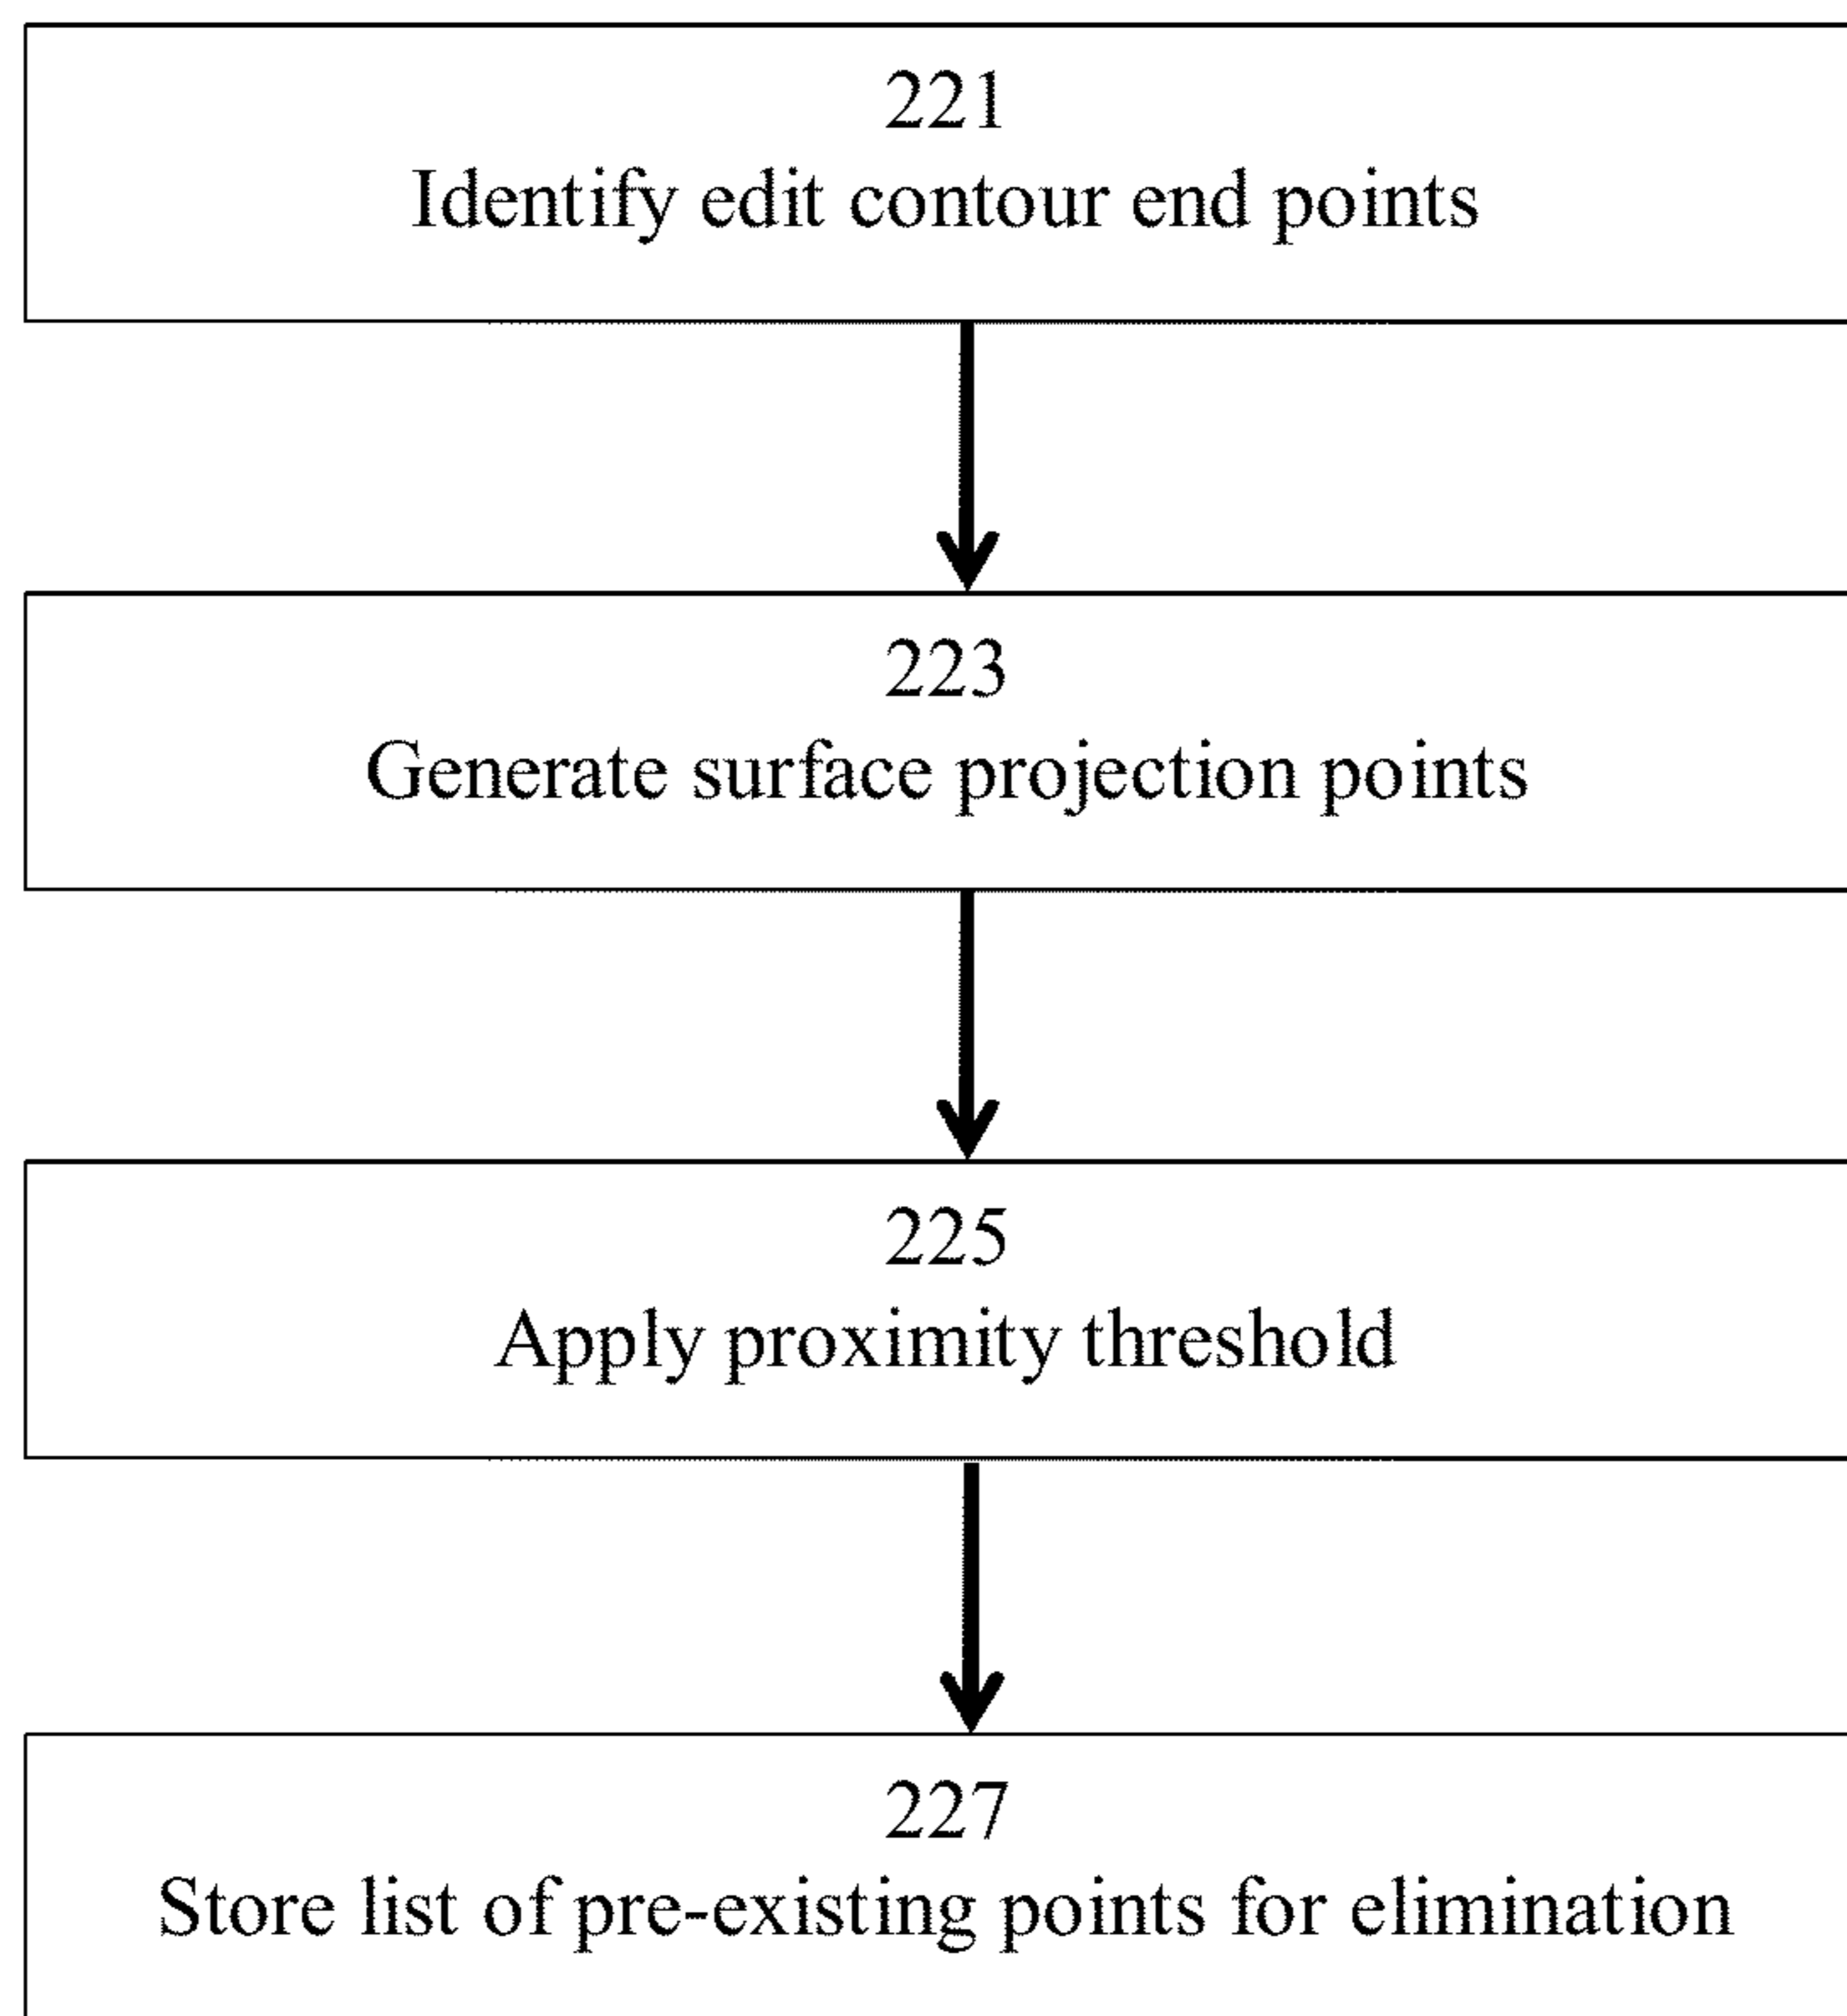 221
Identify edit contour end points
223
Generate surface projection points
225
Apply proximity threshold
227
Store list of pre-existing points for elimination